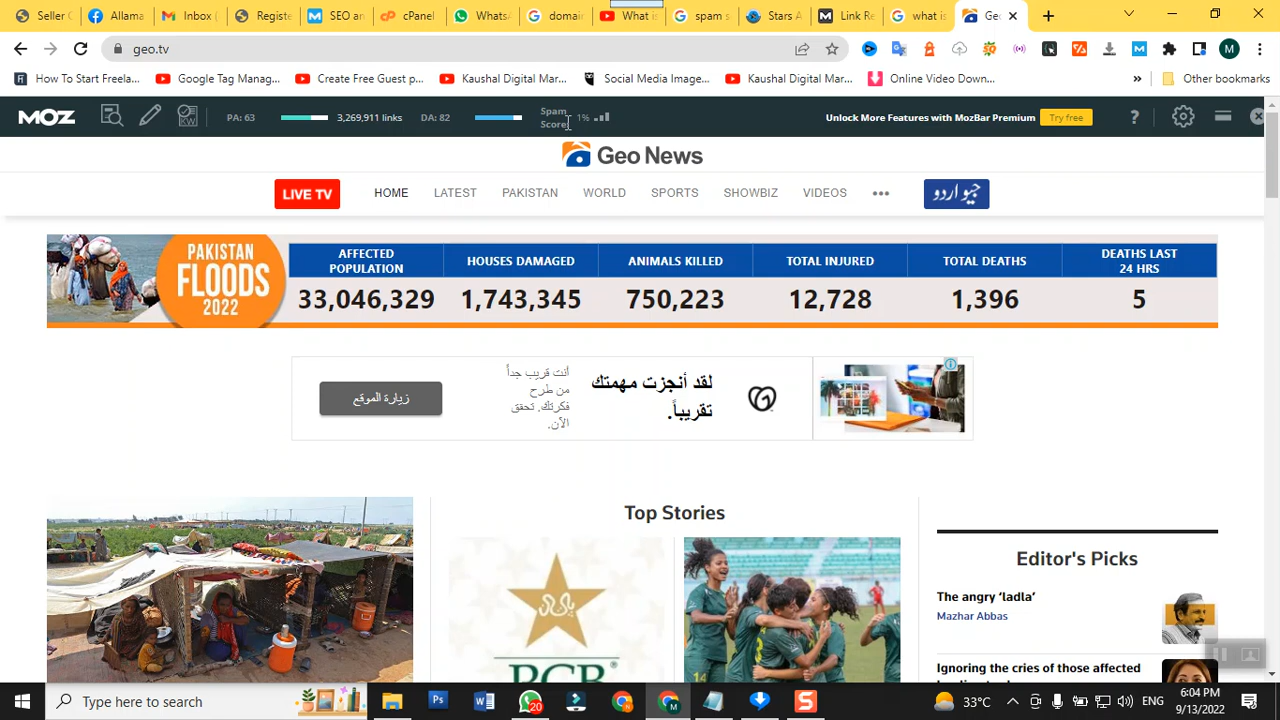 Seller (
Allama
Inbox (
Registe
SEO ar
cPanel
WhatsA
domain
What is
spam s
Stars A
Link Re
what is
Geo
geo.tv
How To Start Freela...
Google Tag Manag...
Create Free Guest p...
Kaushal Digital Mar...
Social Media Image...
Kaushal Digital Mar...
Online Video Down...
»
Other bookmarks
MOZ
PA: 63
3,269,911 links
DA: 82
Spam
Score:
1%
Unlock More Features with MozBar Premium
Try free
Geo News
LIVE TV
HOME
LATEST
PAKISTAN
WORLD
SPORTS
SHOWBIZ
VIDEOS
•••
جیو اردو
PAKISTAN
FLOODS
2022
AFFECTED
POPULATION
HOUSES DAMAGED
ANIMALS KILLED
TOTAL INJURED
TOTAL DEATHS
DEATHS LAST
24 HRS
33,046,329
1,743,345
750,223
12,728
1,396
5
زيارة الموقع
أنت قريب جداً
من طرح
فكرتك. تحقق
الآن.
لقد أنجزت مهمتك
تقريباً.
Top Stories
PCB
Editor's Picks
The angry ‘ladla’
Mazhar Abbas
Ignoring the cries of those affected
Type here to search
20
33°C
ENG
6:04 PM
9/13/2022